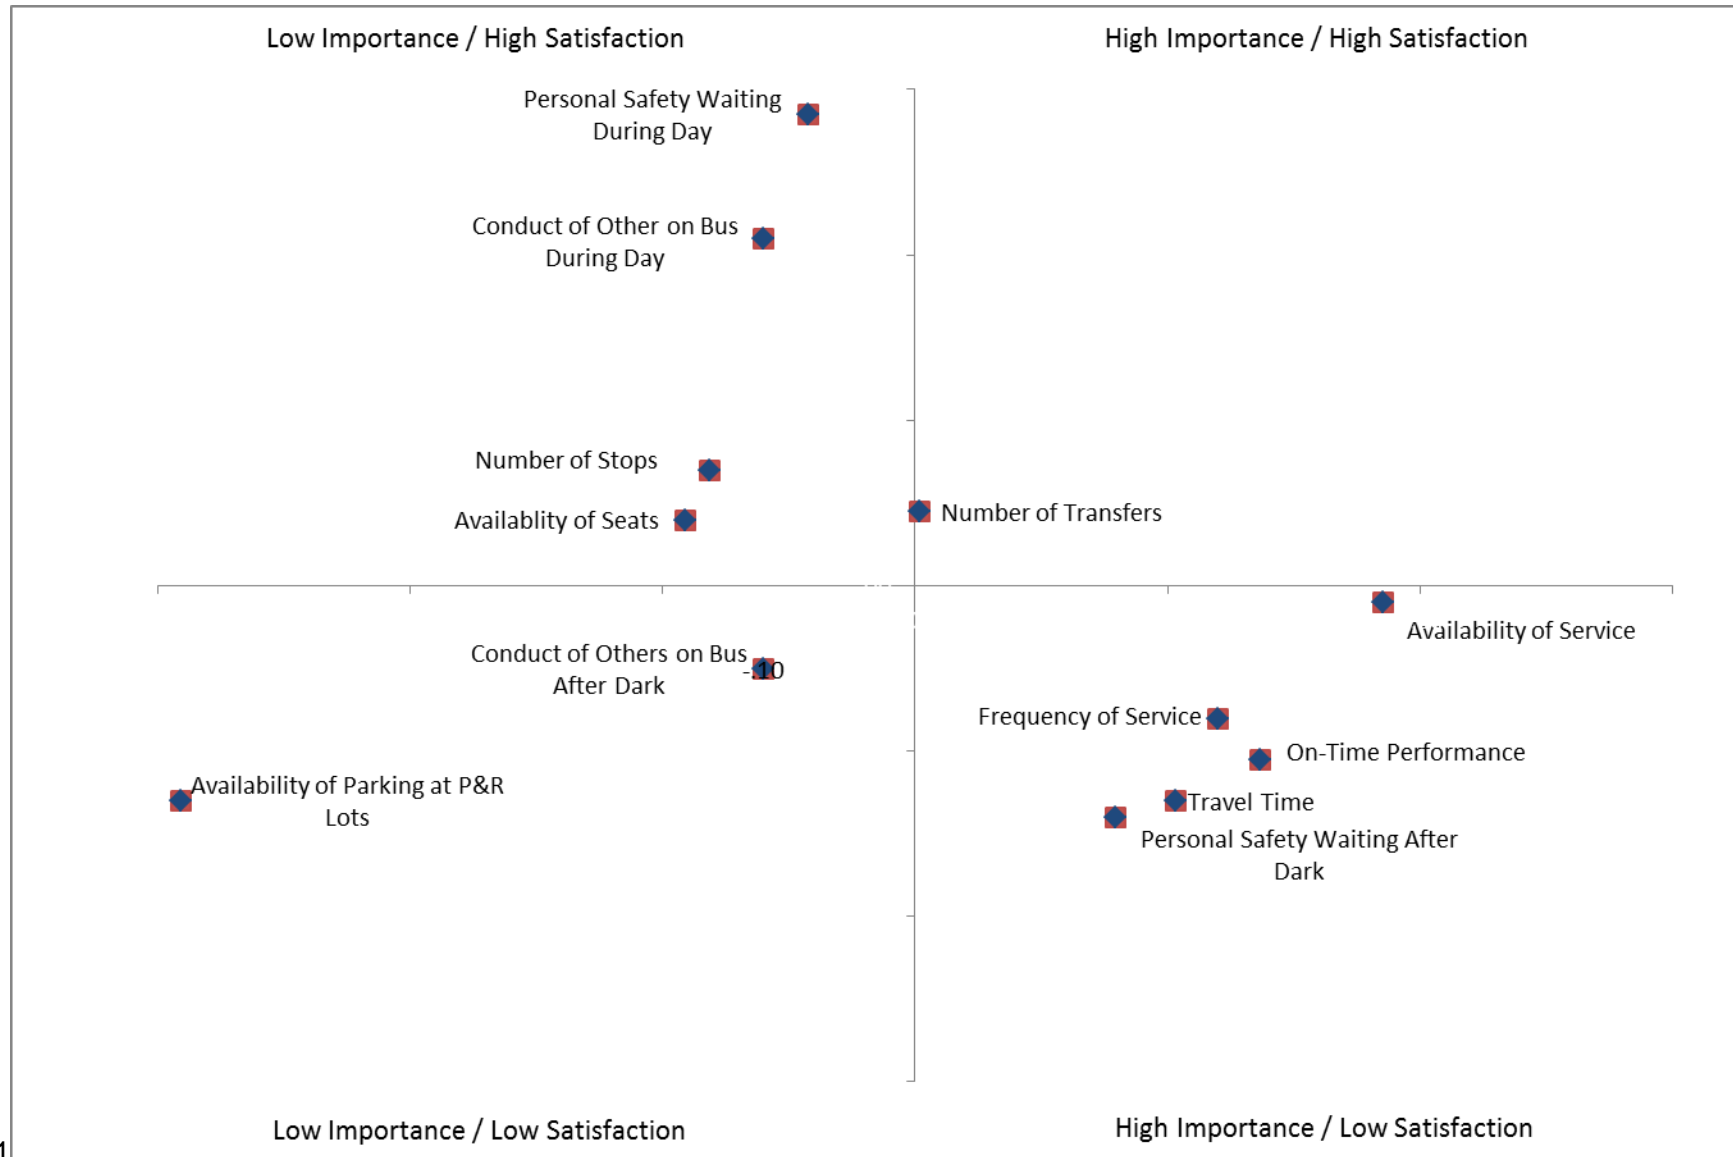 Low Importance / High Satisfaction
High Importance / High Satisfaction
Personal Safety Waiting
During Day
Conduct of Other on Bus
During Day
Number of Stops
Availablity of Seats
Number of Transfers
Availability of Service
Conduct of Others on Bus
After Dark
-.10
Frequency of Service
On-Time Performance
Availability of Parking at P&R
Lots
Travel Time
Personal Safety Waiting After
Dark
Low Importance / Low Satisfaction
High Importance / Low Satisfaction